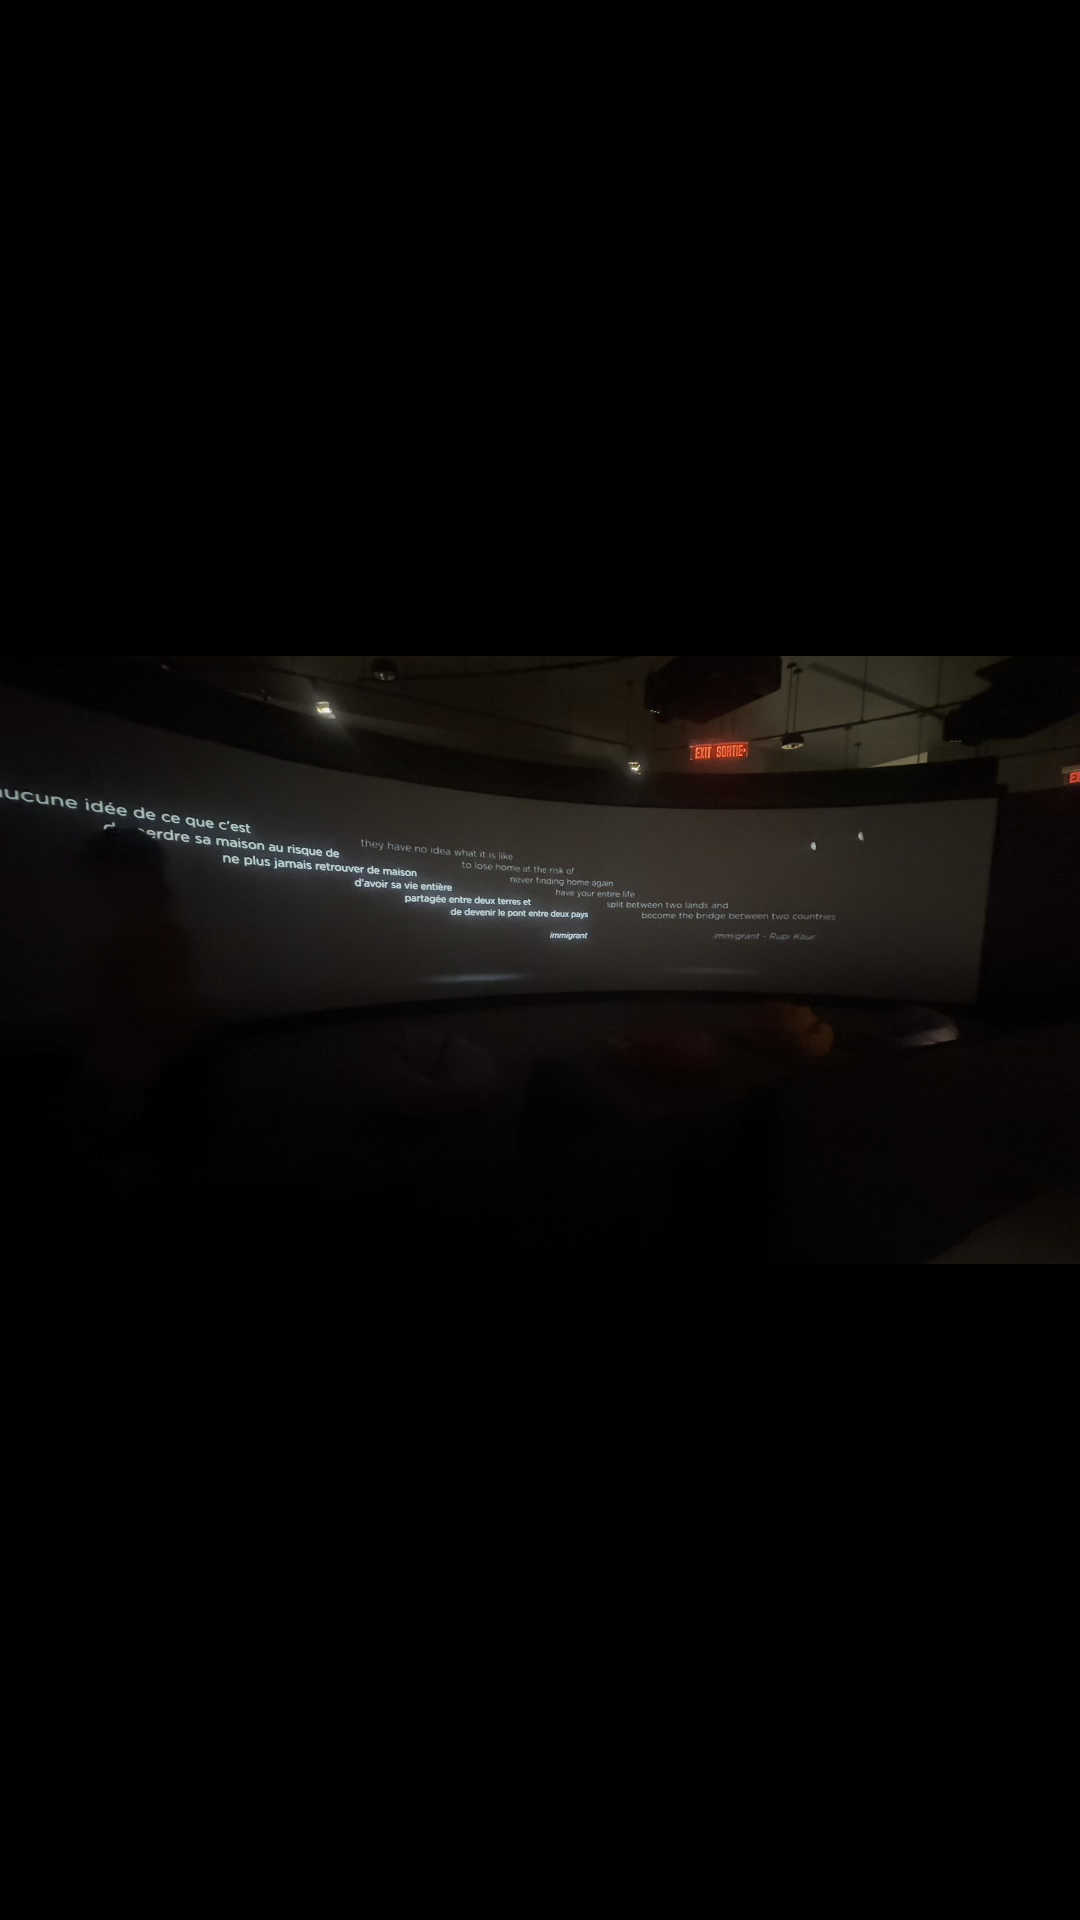 EXIT SORTIE
aucune idée de ce que c'est
perdre sa maison au risque de
ne plus jamais retrouver de maison
d'avoir sa vie entière
partagée entre deux terres et
de devenir le pont entre deux pays
immigrant
they have no idea what it is like
to lose home at the risk of
never finding home again
have your entire life
split between two lands and
become the bridge between two countries
immigrant - Rupi Kaur